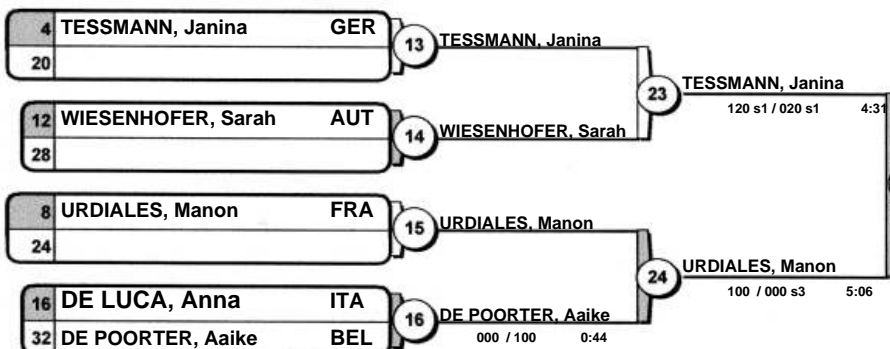 4 TESSMANN, Janina GER
20
13 TESSMANN, Janina
12 WIESENHOFER, Sarah AUT
28
14 WIESENHOFER, Sarah
23 TESSMANN, Janina
120 s1 / 020 s1 4:31
8 URDIALES, Manon FRA
24
15 URDIALES, Manon
16 DE LUCA, Anna ITA
32 DE POORTER, Aaike BEL
16 DE POORTER, Aaike
000 / 100 0:44
24 URDIALES, Manon
100 / 000 s3 5:06